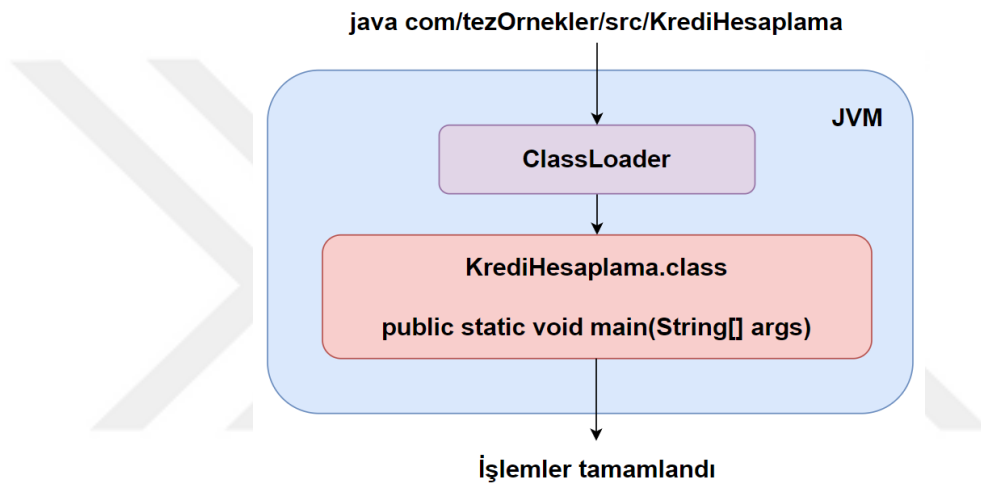 java com/tezOrnekler/src/KrediHesaplama
JVM
ClassLoader
KrediHesaplama.class
public static void main(String[] args)
İşlemler tamamlandı